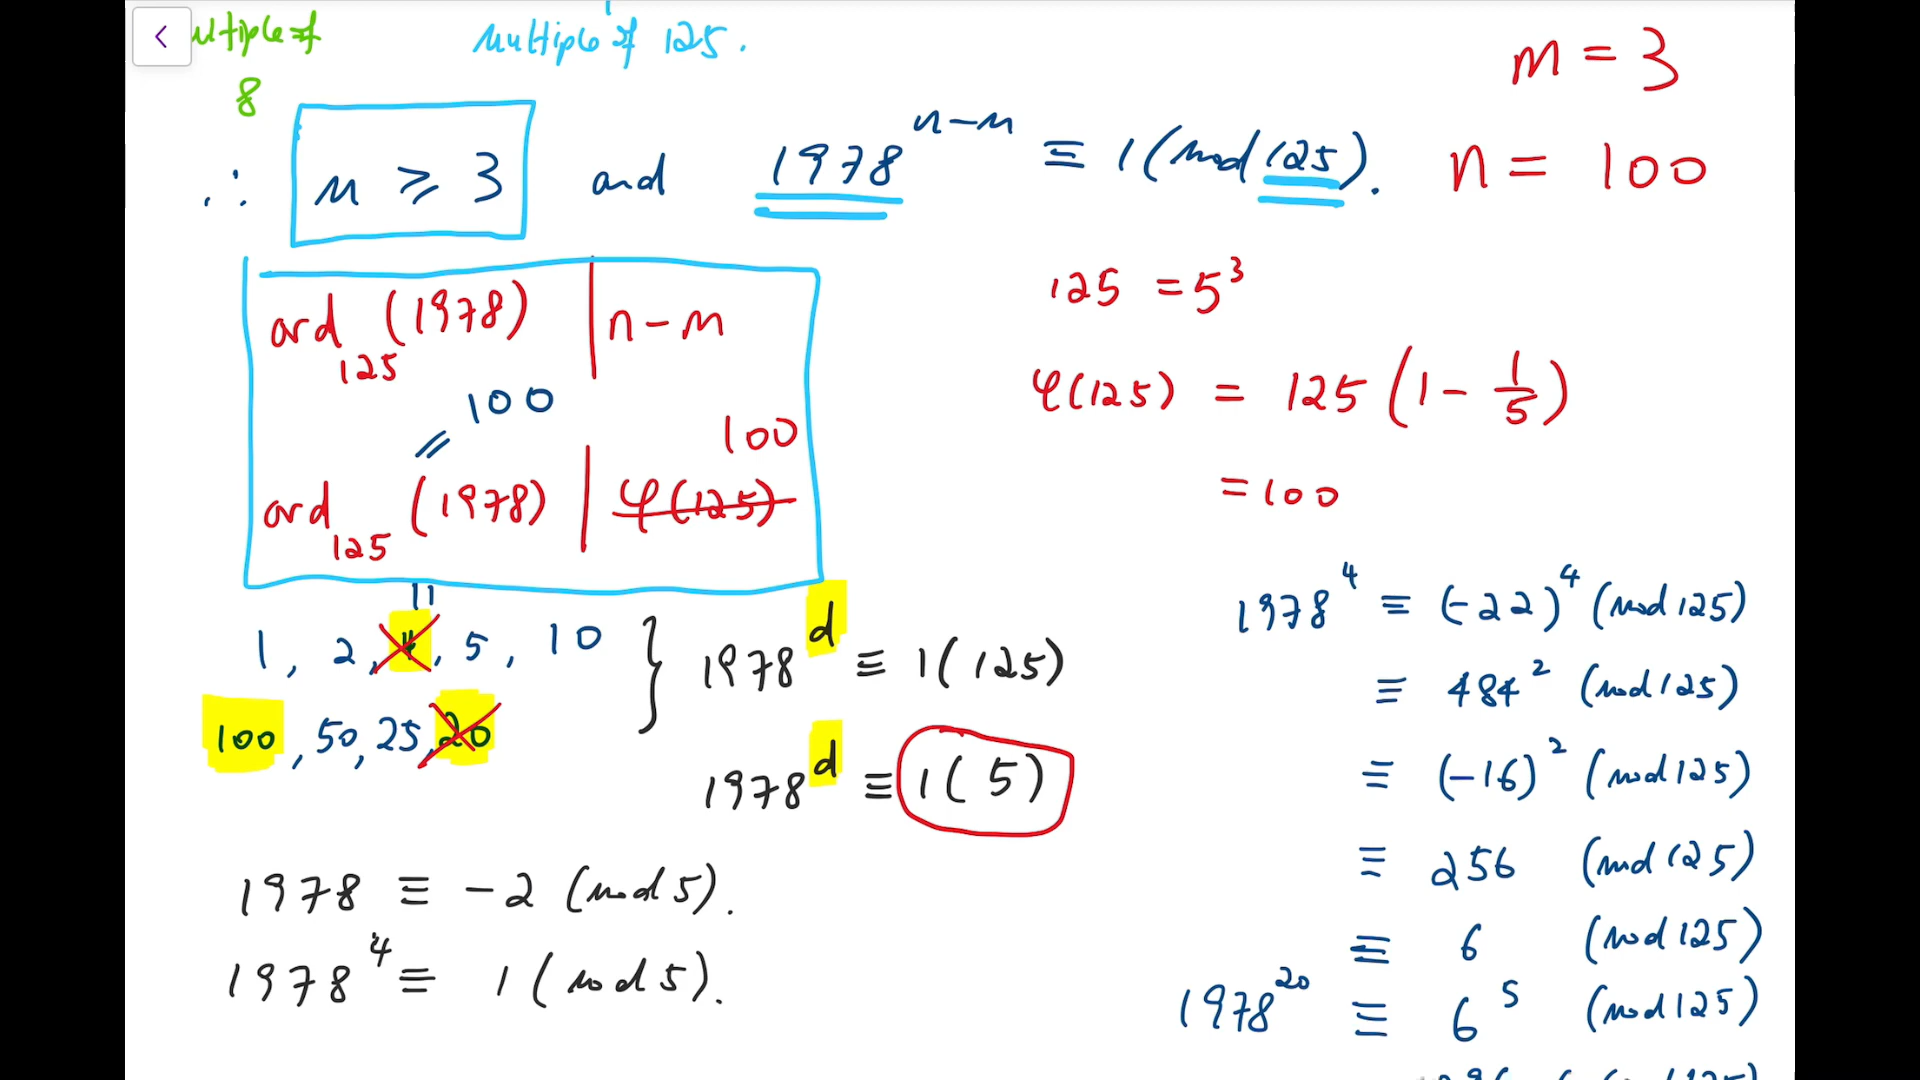 multiple of
8
multiple of 125.
m = 3
∴ m ≥ 3 and 1978^{n-m} ≡ 1 (mod 125).
n = 100
ord_{125} (1978) | n - m
125 = 5^3
100
φ(125) = 125 (1 - 1/5)
= 100
100
ord_{125} (1978) | φ(125)
1, 2, 4, 5, 10
100, 50, 25, 20
1978^d ≡ 1 (125)
1978^d ≡ 1 (5)
1978 ≡ -2 (mod 5).
1978^4 ≡ 1 (mod 5).
1978^4 ≡ (-22)^4 (mod 125)
≡ 484^2 (mod 125)
≡ (-16)^2 (mod 125)
≡ 256 (mod 125)
≡ 6 (mod 125)
1978^{20} ≡ 6^5 (mod 125)